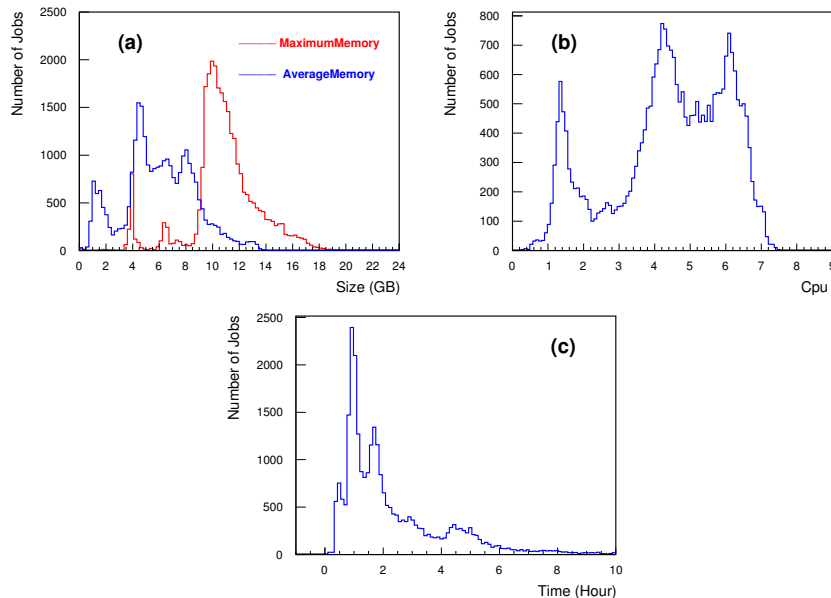 Number of Jobs
2500
2000
1500
1000
500
0
(a)
MaximumMemory
AverageMemory
0 2 4 6 8 10 12 14 16 18 20 22 24
Size (GB)
Number of Jobs
800
700
600
500
400
300
200
100
0
(b)
0 1 2 3 4 5 6 7 8 9
Cpu
Number of Jobs
2500
2000
1500
1000
500
0
(c)
0 2 4 6 8 10
Time (Hour)